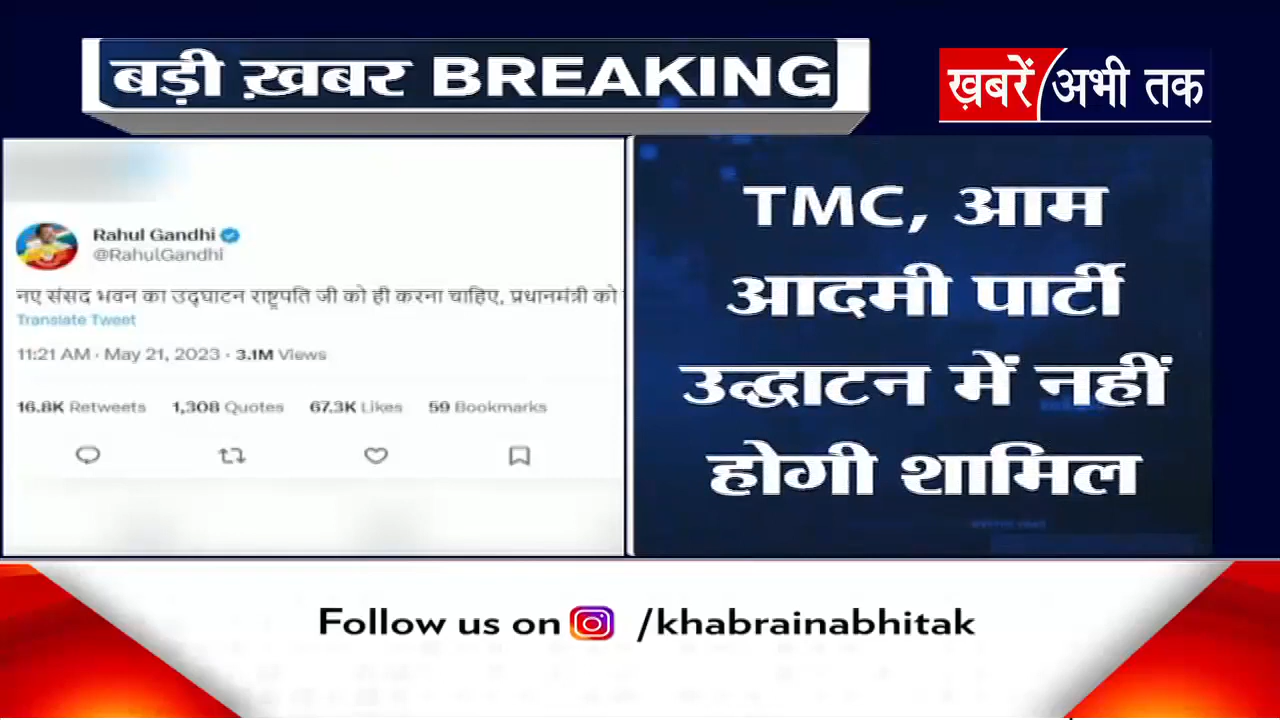 बड़ी ख़बर BREAKING
ख़बरें अभी तक
Rahul Gandhi
@RahulGandhi
नए संसद भवन का उद्घाटन राष्ट्रपति जी को ही करना चाहिए, प्रधानमंत्री को
Translate Tweet
11:21 AM · May 21, 2023 · 3.1M Views
16.8K Retweets 1,308 Quotes 67.3K Likes 59 Bookmarks
TMC, आम
आदमी पार्टी
उद्घाटन में नहीं
होगी शामिल
Follow us on /khabrainabhitak